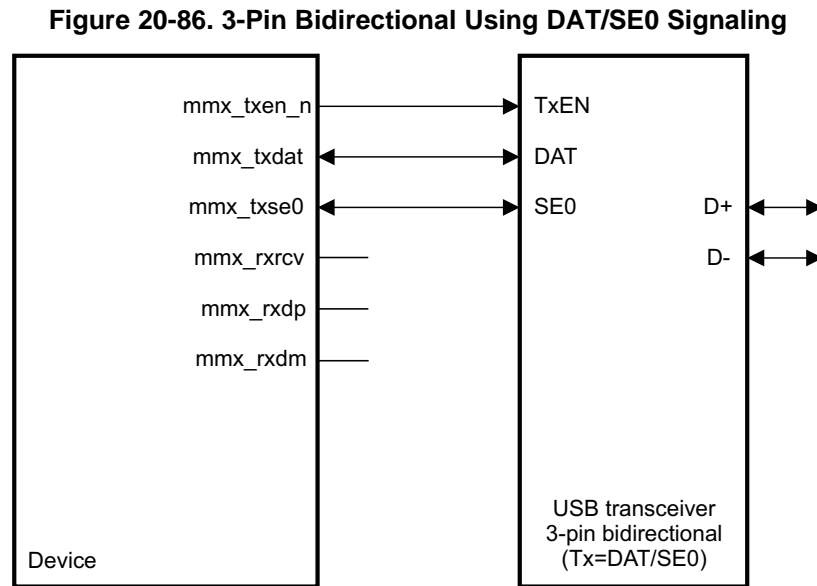 Figure 20-86. 3-Pin Bidirectional Using DAT/SE0 Signaling
mmx_txen_n
TxEN
mmx_txdat
DAT
mmx_txse0
SE0
D+
mmx_rxrcv
D-
mmx_rxdp
mmx_rxdm
USB transceiver
3-pin bidirectional
(Tx=DAT/SE0)
Device